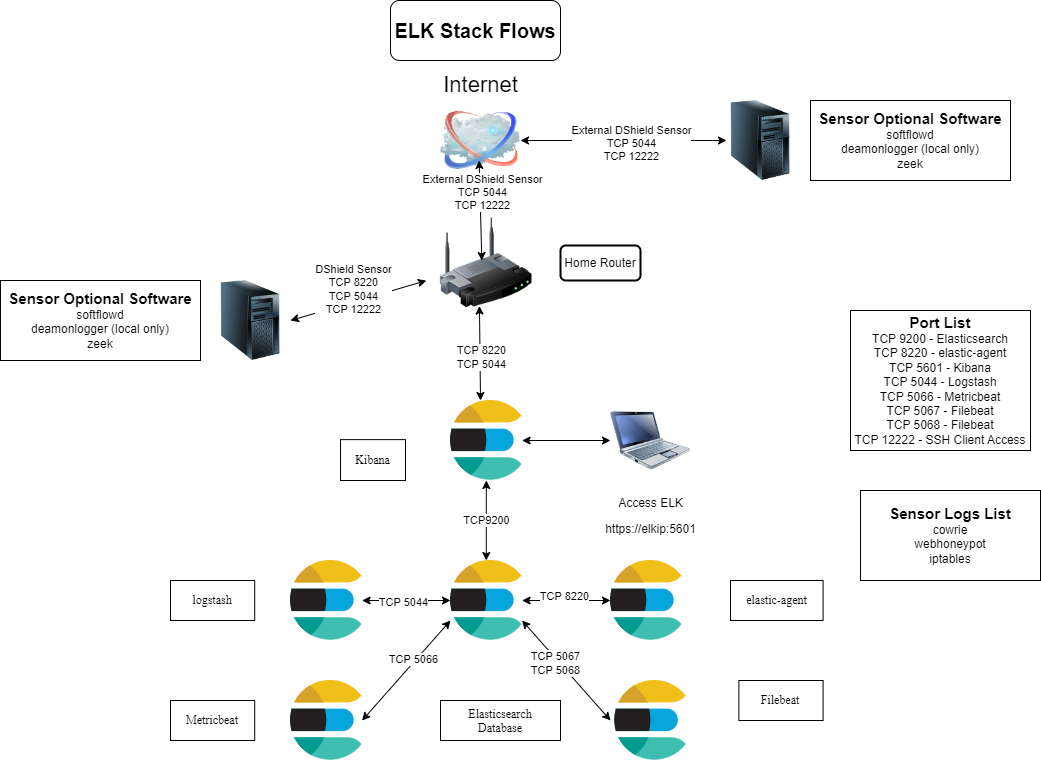 ELK Stack Flows
Internet
External DShield Sensor
TCP 5044
TCP 12222
Sensor Optional Software
softflowd
deamonlogger (local only)
zeek
External DShield Sensor
TCP 5044
TCP 12222
Home Router
DShield Sensor
TCP 8220
TCP 5044
TCP 12222
Sensor Optional Software
softflowd
deamonlogger (local only)
zeek
TCP 8220
TCP 5044
Port List
TCP 9200 - Elasticsearch
TCP 8220 - elastic-agent
TCP 5601 - Kibana
TCP 5044 - Logstash
TCP 5066 - Metricbeat
TCP 5067 - Filebeat
TCP 5068 - Filebeat
TCP 12222 - SSH Client Access
Kibana
Access ELK
https://elkip:5601
TCP9200
Sensor Logs List
cowrie
webhoneypot
iptables
logstash
TCP 5044
TCP 8220
elastic-agent
TCP 5066
TCP 5067
TCP 5068
Metricbeat
Elasticsearch
Database
Filebeat